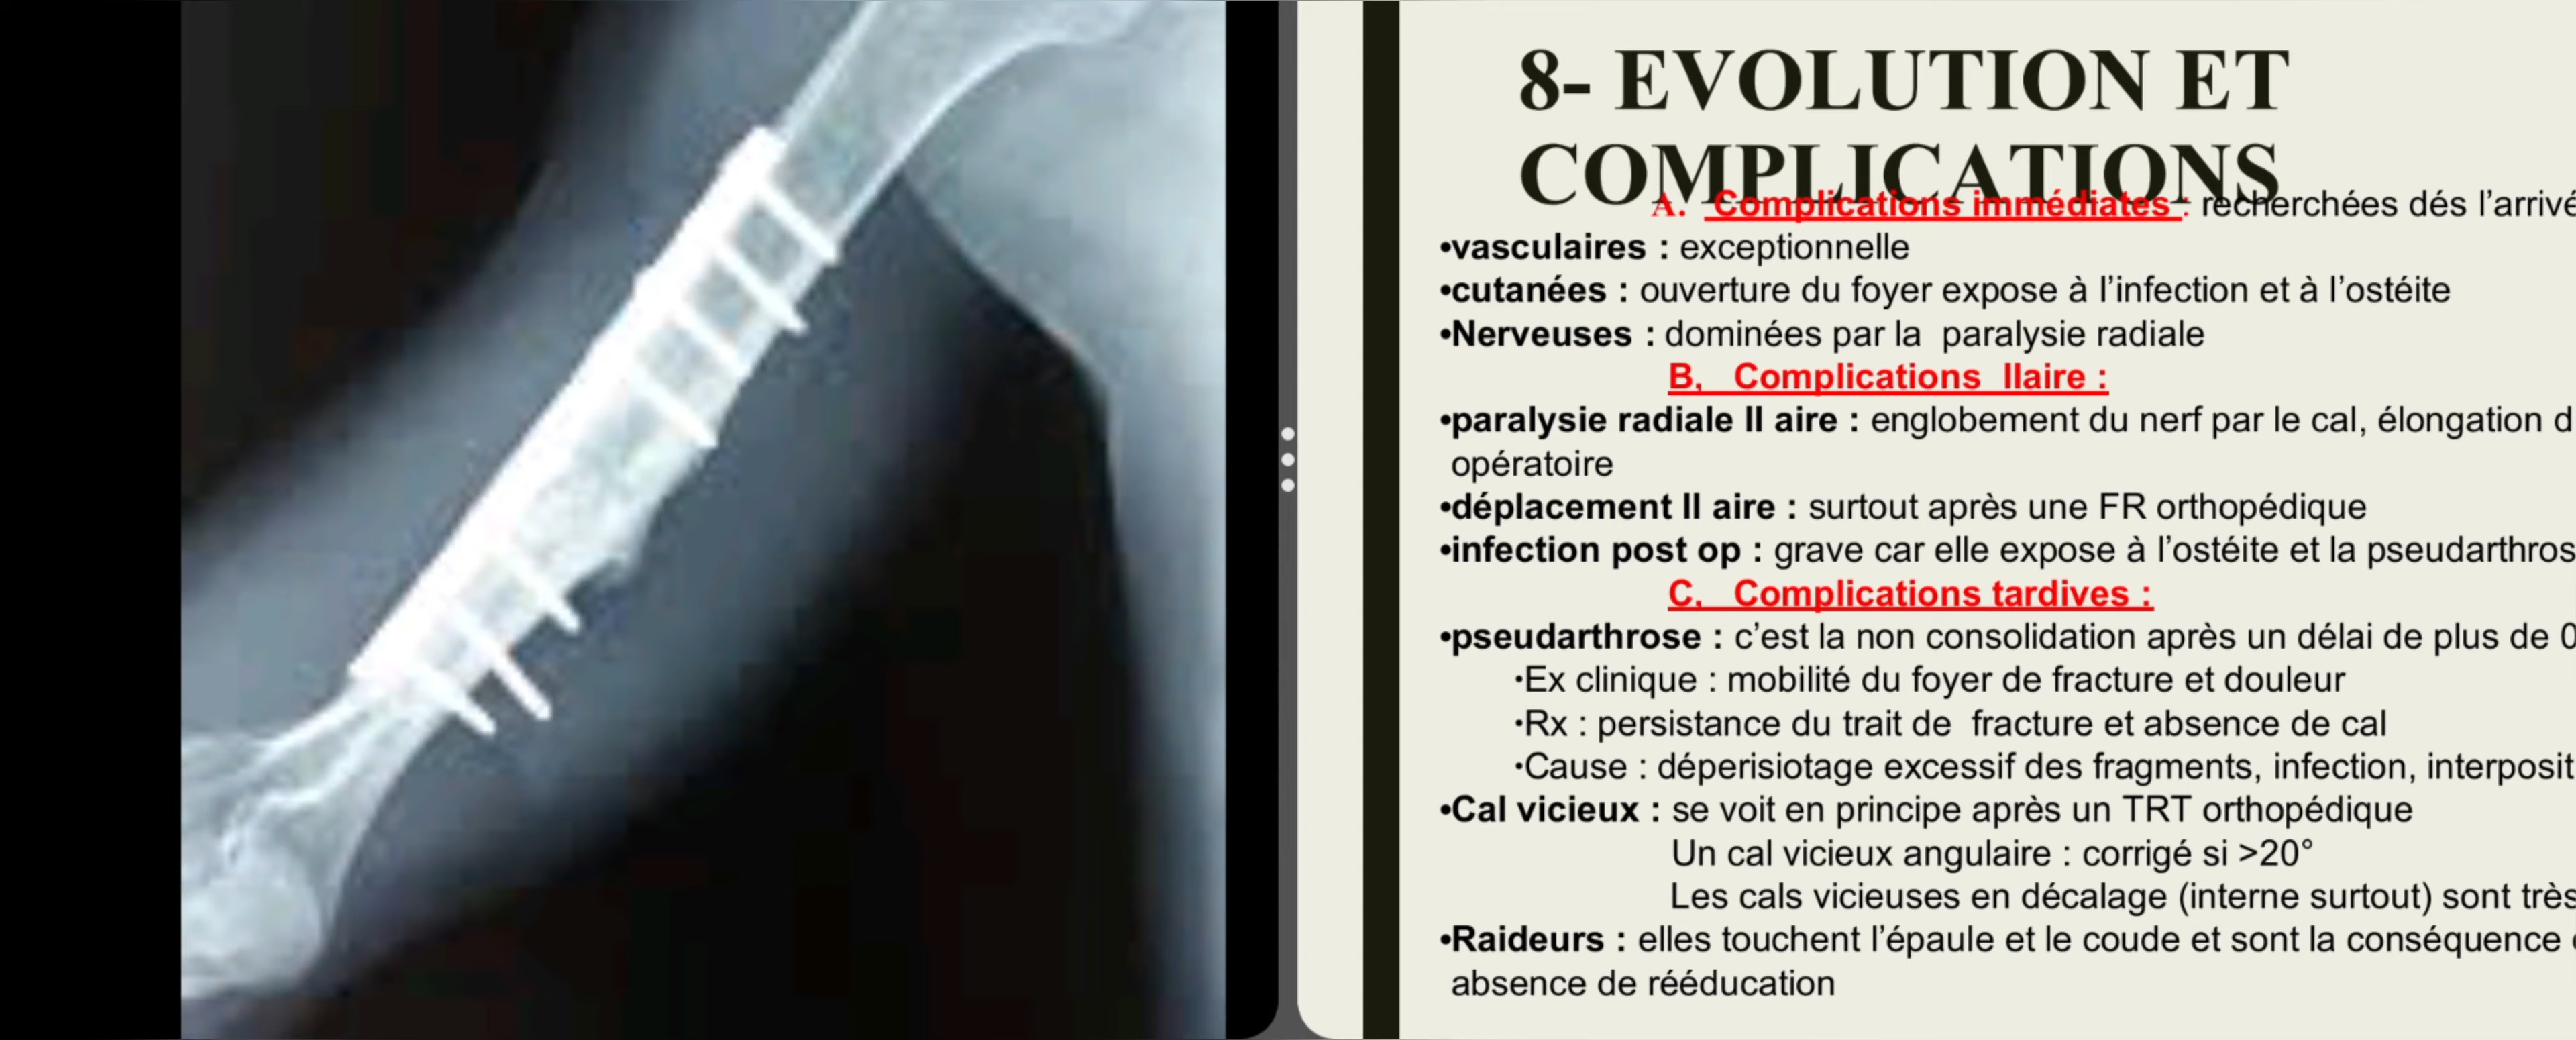 8- EVOLUTION ET
COMPLICATIONS
A. Complications immédiates : recherchées dés l’arrivé
•vasculaires : exceptionnelle
•cutanées : ouverture du foyer expose à l’infection et à l’ostéite
•Nerveuses : dominées par la paralysie radiale
B, Complications IIaire :
•paralysie radiale II aire : englobement du nerf par le cal, élongation d
opératoire
•déplacement II aire : surtout après une FR orthopédique
•infection post op : grave car elle expose à l’ostéite et la pseudarthros
C, Complications tardives :
•pseudarthrose : c’est la non consolidation après un délai de plus de 0
•Ex clinique : mobilité du foyer de fracture et douleur
•Rx : persistance du trait de fracture et absence de cal
•Cause : déperisiotage excessif des fragments, infection, interposit
•Cal vicieux : se voit en principe après un TRT orthopédique
Un cal vicieux angulaire : corrigé si >20°
Les cals vicieuses en décalage (interne surtout) sont très
•Raideurs : elles touchent l’épaule et le coude et sont la conséquence
absence de rééducation